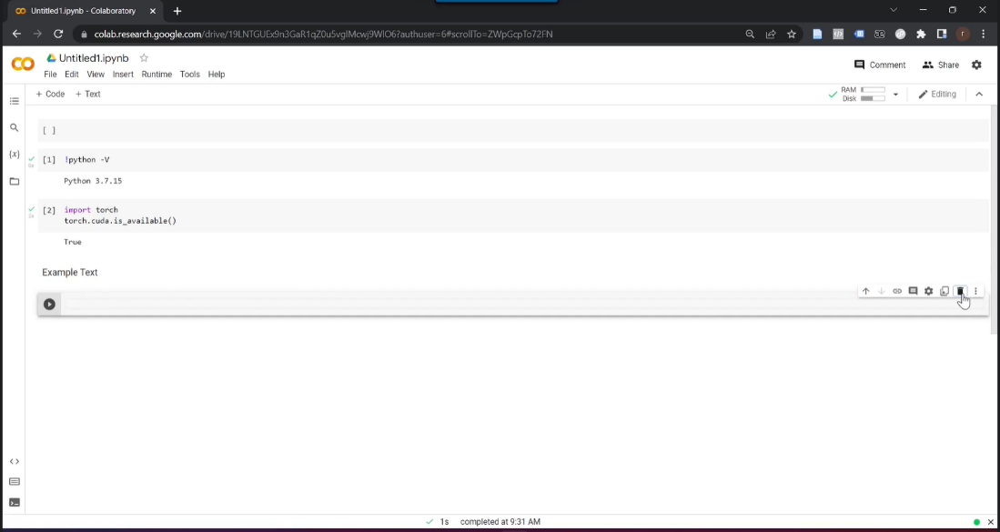 Untitled1.ipynb - Colaboratory
colab.research.google.com/drive/19LNTGUEx9n3GaR1qZ0u5vglMcwj9WlO6?authuser=6#scrollTo=ZWpGcpTo72FN
Untitled1.ipynb
Comment
Share
File Edit View Insert Runtime Tools Help
+ Code + Text
RAM
Disk
Editing
[ ]
[1] !python -V
Python 3.7.15
[2] import torch
torch.cuda.is_available()
True
Example Text
1s completed at 9:31 AM